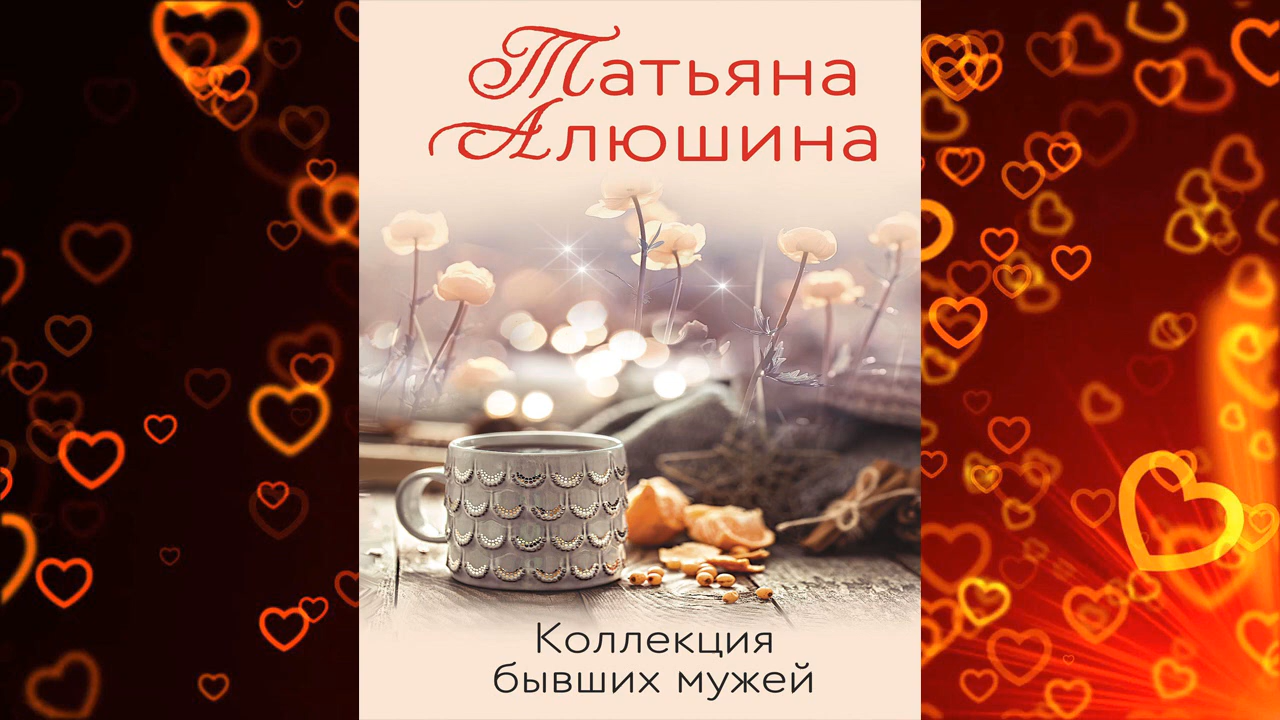 Татьяна
Алюшина
Коллекция
бывших мужей